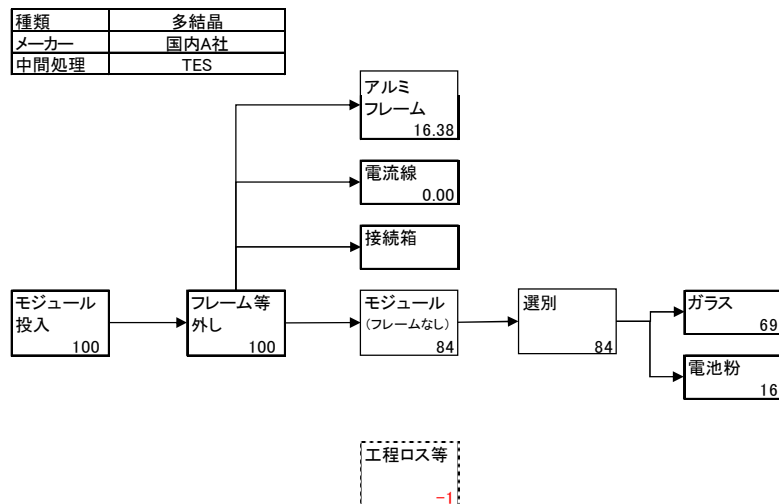 種類 多結晶
メーカー 国内A社
中間処理 TES
アルミ
フレーム
16.38
電流線
0.00
接続箱
モジュール
投入
100
フレーム等
外し
100
モジュール
(フレームなし)
84
選別
84
ガラス
69
電池粉
16
工程ロス等
-1